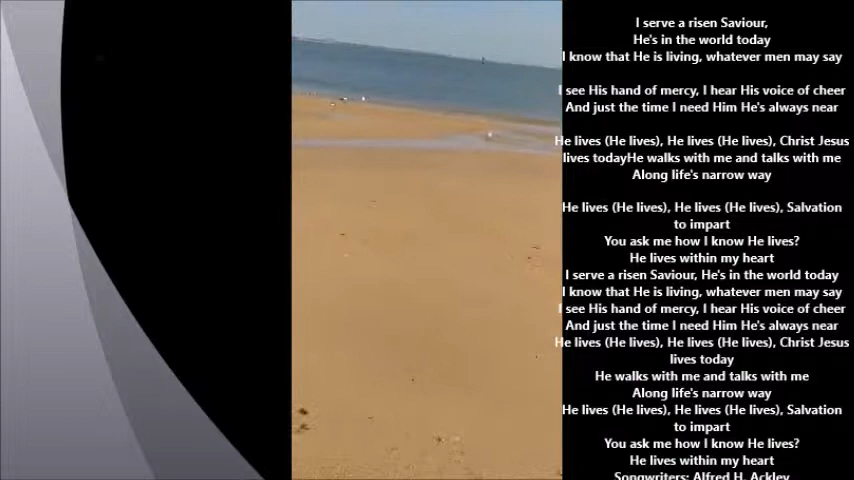 I serve a risen Saviour,
He's in the world today
I know that He is living, whatever men may say
I see His hand of mercy, I hear His voice of cheer
And just the time I need Him He's always near
He lives (He lives), He lives (He lives), Christ Jesus
lives todayHe walks with me and talks with me
Along life's narrow way
He lives (He lives), He lives (He lives), Salvation
to impart
You ask me how I know He lives?
He lives within my heart
I serve a risen Saviour, He's in the world today
I know that He is living, whatever men may say
I see His hand of mercy, I hear His voice of cheer
And just the time I need Him He's always near
He lives (He lives), He lives (He lives), Christ Jesus
lives today
He walks with me and talks with me
Along life's narrow way
He lives (He lives), He lives (He lives), Salvation
to impart
You ask me how I know He lives?
He lives within my heart
Songwriters: Alfred H. Ackley